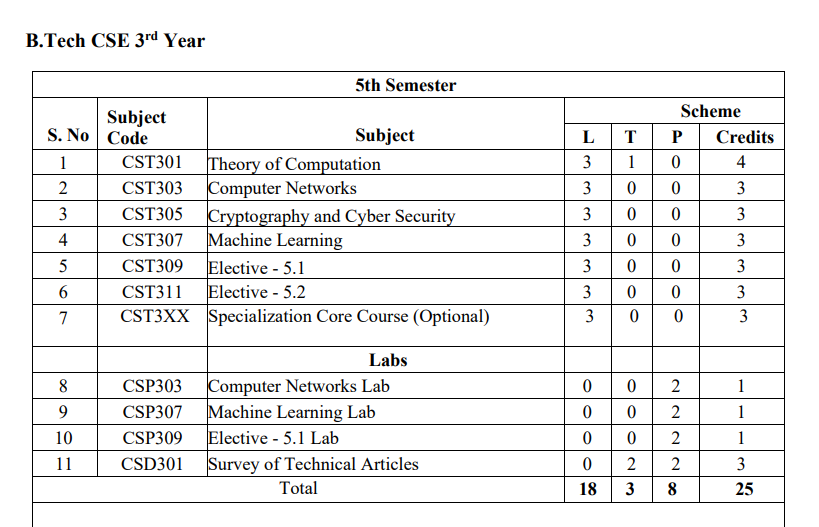 B.Tech CSE 3rd Year
5th Semester
S. No Subject Code Subject Scheme
L T P Credits
1 CST301 Theory of Computation 3 1 0 4
2 CST303 Computer Networks 3 0 0 3
3 CST305 Cryptography and Cyber Security 3 0 0 3
4 CST307 Machine Learning 3 0 0 3
5 CST309 Elective - 5.1 3 0 0 3
6 CST311 Elective - 5.2 3 0 0 3
7 CST3XX Specialization Core Course (Optional) 3 0 0 3
Labs
8 CSP303 Computer Networks Lab 0 0 2 1
9 CSP307 Machine Learning Lab 0 0 2 1
10 CSP309 Elective - 5.1 Lab 0 0 2 1
11 CSD301 Survey of Technical Articles 0 2 2 3
Total 18 3 8 25